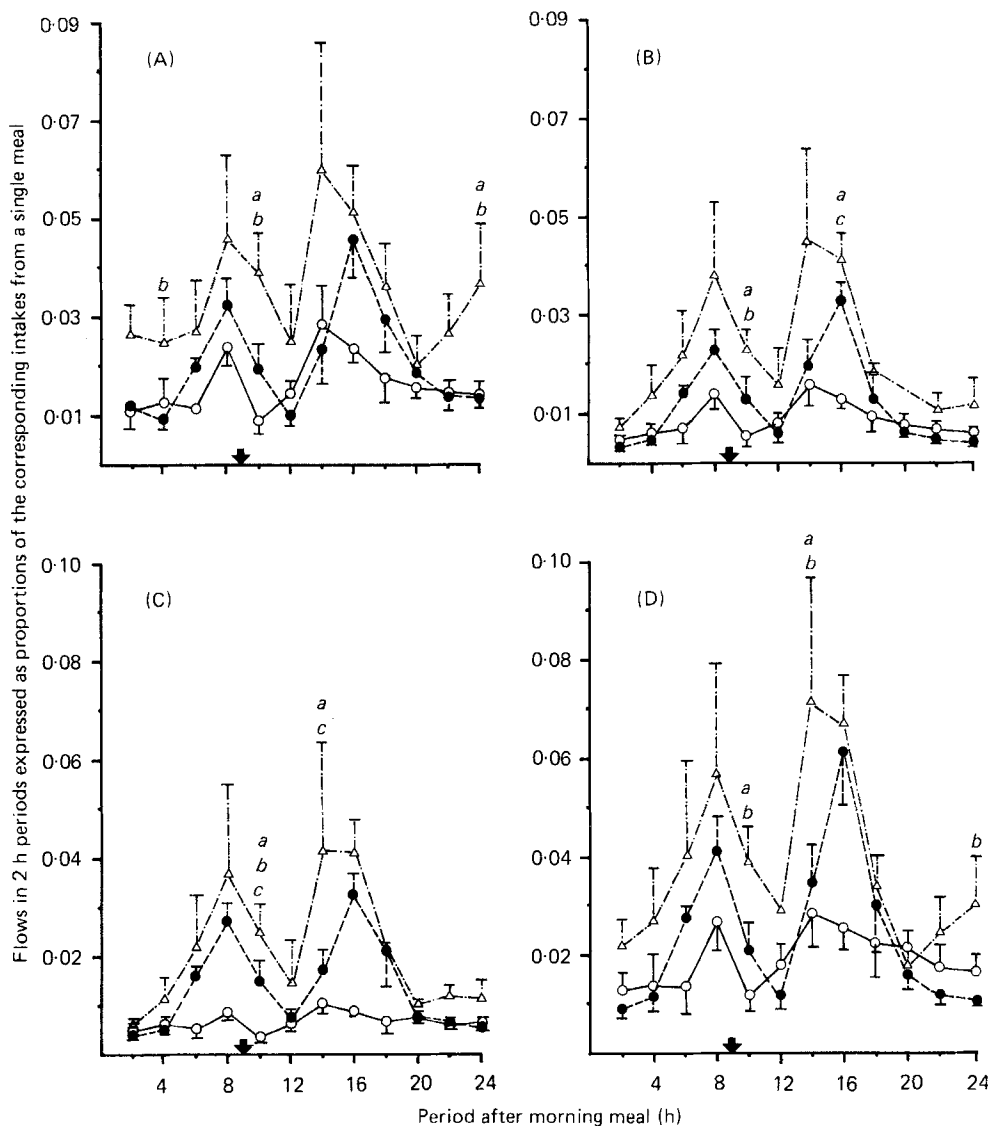 Flows in 2 h periods expressed as proportions of the corresponding intakes from a single meal
0·09
0·07
0·05
0·03
0·01
(A)
b
a
b
a
b
0·09
0·07
0·05
0·03
0·01
(B)
a
b
a
c
0·10
0·08
0·06
0·04
0·02
(C)
a
b
c
a
c
4 8 12 16 20 24
0·10
0·08
0·06
0·04
0·02
(D)
a
b
a
b
b
4 8 12 16 20 24
Period after morning meal (h)